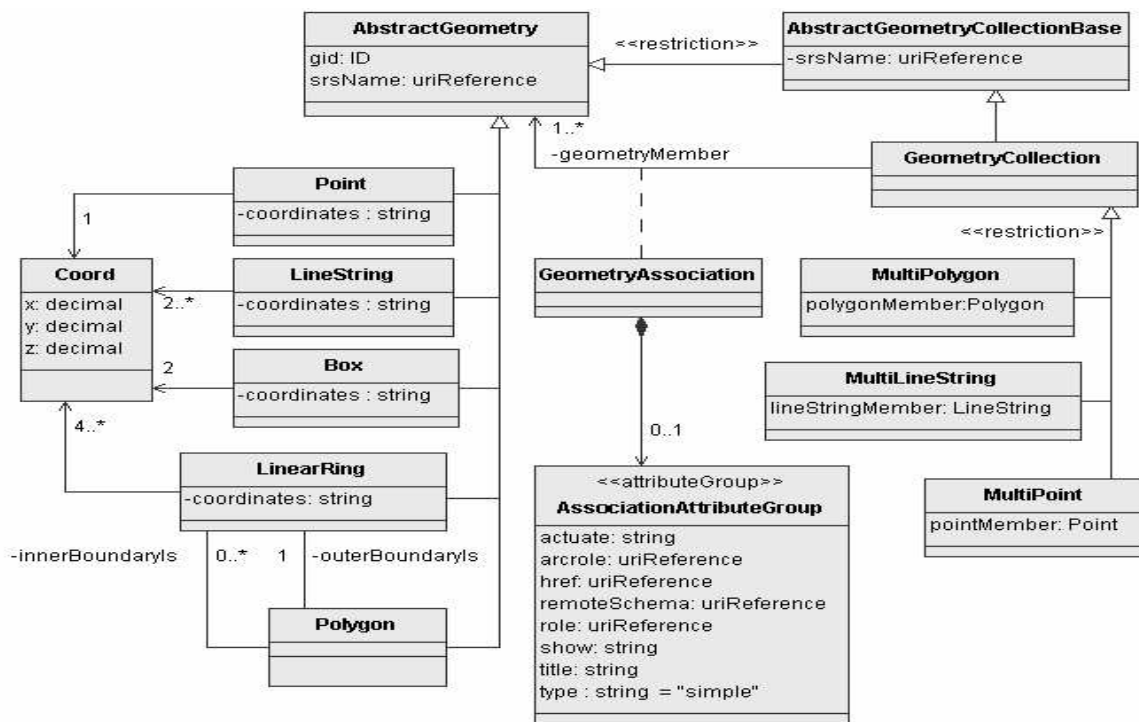 AbstractGeometry
gid: ID
srsName: uriReference
<<restriction>>
AbstractGeometryCollectionBase
-srsName: uriReference
1..*
-geometryMember
GeometryCollection
Point
-coordinates : string
1
<<restriction>>
Coord
x: decimal
y: decimal
z: decimal
LineString
-coordinates : string
2..*
GeometryAssociation
MultiPolygon
polygonMember:Polygon
Box
-coordinates : string
2
MultiLineString
lineStringMember: LineString
4..*
0..1
LinearRing
-coordinates: string
<<attributeGroup>>
AssociationAttributeGroup
actuate: string
arcrole: uriReference
href: uriReference
remoteSchema: uriReference
role: uriReference
show: string
title: string
type : string = "simple"
MultiPoint
pointMember: Point
-innerBoundaryIs
0..*
1
-outerBoundaryIs
Polygon